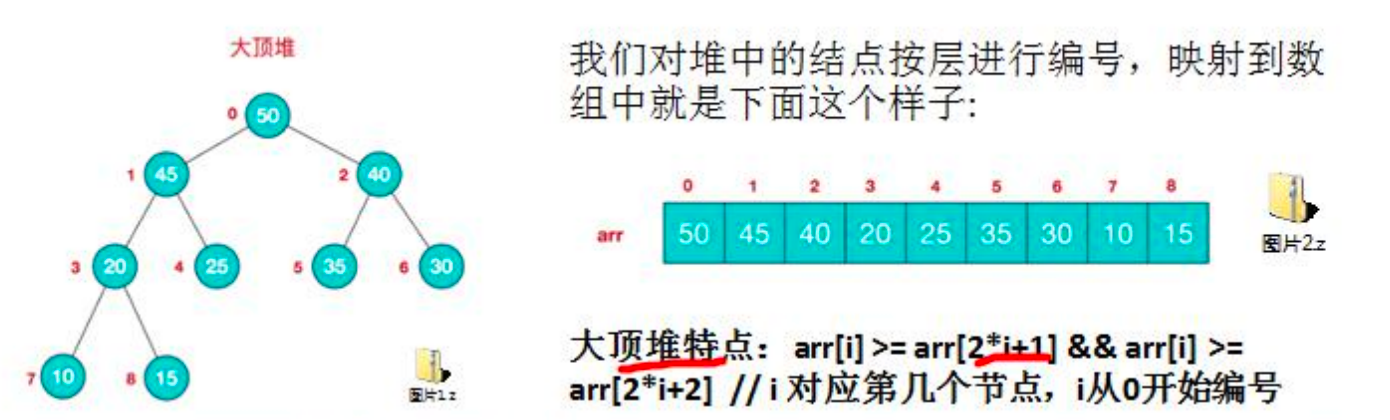 大顶堆
0 50
1 45 2 40
3 20 4 25 5 35 6 30
7 10 8 15
图片1.z
我们对堆中的结点按层进行编号，映射到数
组中就是下面这个样子:
0 1 2 3 4 5 6 7 8
arr 50 45 40 20 25 35 30 10 15
图片2.z
大顶堆特点：arr[i] >= arr[2*i+1] && arr[i] >=
arr[2*i+2] // i 对应第几个节点，i从0开始编号